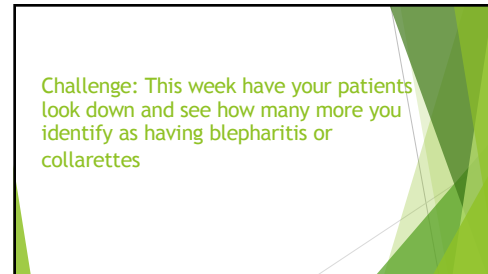 Challenge: This week have your patients
look down and see how many more you
identify as having blepharitis or
collarettes